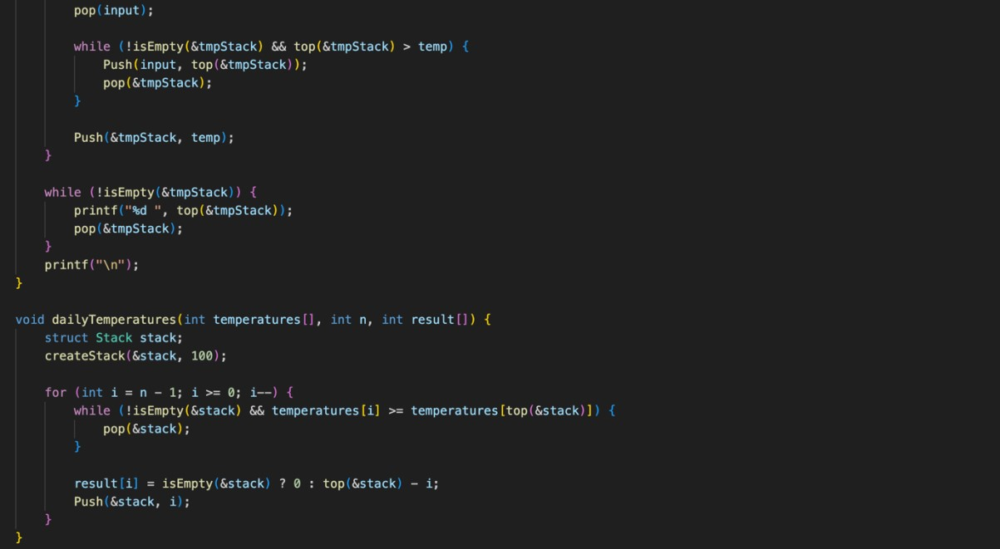 pop(input);
while (!isEmpty(&tmpStack) && top(&tmpStack) > temp) {
Push(input, top(&tmpStack));
pop(&tmpStack);
}
Push(&tmpStack, temp);
}
while (!isEmpty(&tmpStack)) {
printf("%d ", top(&tmpStack));
pop(&tmpStack);
}
printf("\n");
}
void dailyTemperatures(int temperatures[], int n, int result[]) {
struct Stack stack;
createStack(&stack, 100);
for (int i = n - 1; i >= 0; i--) {
while (!isEmpty(&stack) && temperatures[i] >= temperatures[top(&stack)]) {
pop(&stack);
}
result[i] = isEmpty(&stack) ? 0 : top(&stack) - i;
Push(&stack, i);
}
}